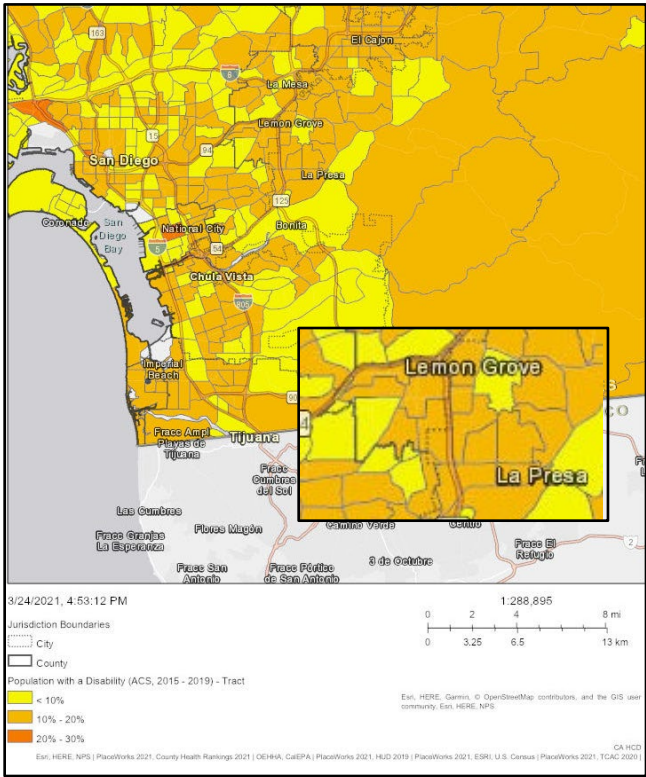 163
El Cajon
8
La Mesa
15
Lemon Grove
94
San Diego
La Presa
125
Coronado
San
Diego
Bay
National City
Bonita
5
54
Chula Vista
805
Imperial
Beach
90
Lemon Grove
4
CO
La Presa
Fracc Ampl
Playas de
Tijuana
Tijuana
Fracc
Cumbres
del Sol
Las Cumbres
Flores Magón
Camino Verde
Centro
Fracc Granjas
La Esperanza
3 de Octubre
Fracc El
Refugio
2
Fracc San
Antonio
Fracc Pórtico
de San Antonio
3/24/2021, 4:53:12 PM
1:288,895
0 2 4 8 mi
0 3.25 6.5 13 km
Jurisdiction Boundaries
City
County
Population with a Disability (ACS, 2015 - 2019) - Tract
< 10%
10% - 20%
20% - 30%
Esri, HERE, Garmin, © OpenStreetMap contributors, and the GIS user
community, Esri, HERE, NPS
CA HCD
Esri, HERE, NPS | PlaceWorks 2021, County Health Rankings 2021 | OEHHA, CalEPA | PlaceWorks 2021, HUD 2019 | PlaceWorks 2021, ESRI, U.S. Census | PlaceWorks 2021, TCAC 2020 |